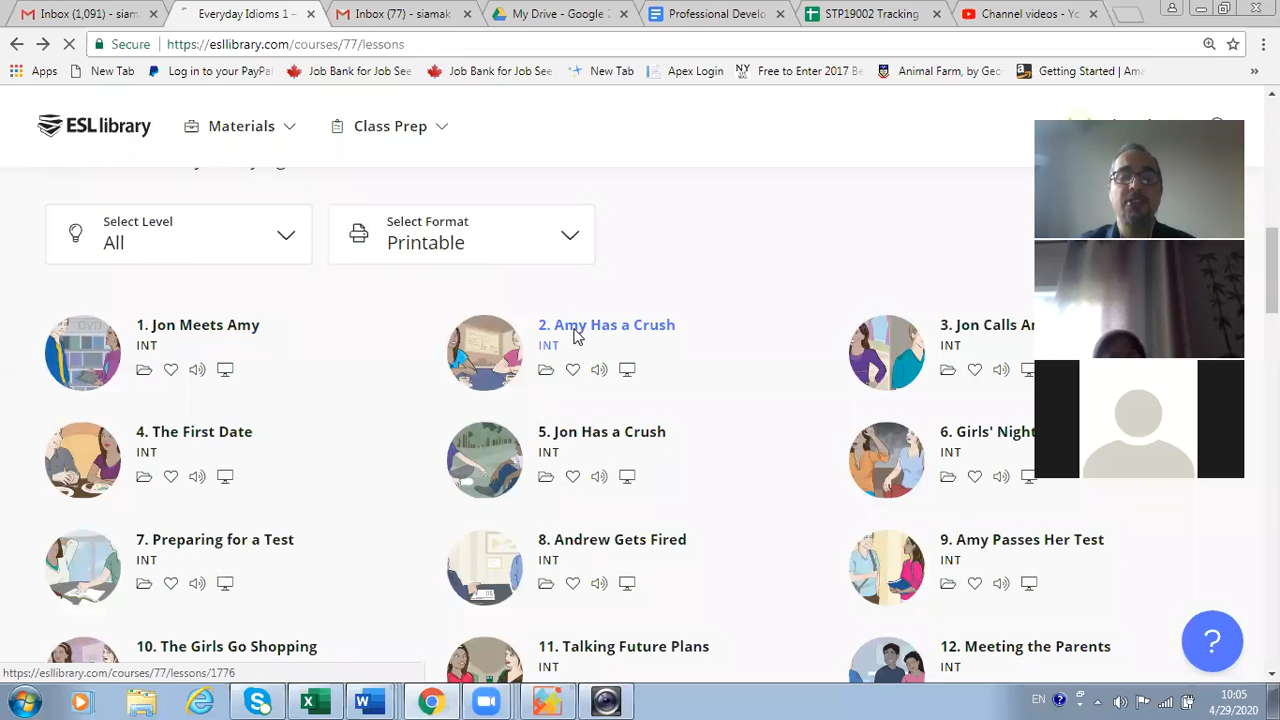 Inbox (1,091) - siam
Everyday Idioms 1 –
Inbox (77) - siamak
My Drive - Google
Professional Develo
STP19002 Tracking
Channel videos - Yo
Secure https://esllibrary.com/courses/77/lessons
Apps New Tab Log in to your PayPa Job Bank for Job See Job Bank for Job See New Tab Apex Login Free to Enter 2017 Be Animal Farm, by Geo Getting Started | Am »
ESL library Materials Class Prep
Select Level
All
Select Format
Printable
1. Jon Meets Amy
INT
2. Amy Has a Crush
INT
3. Jon Calls Am
INT
4. The First Date
INT
5. Jon Has a Crush
INT
6. Girls' Night
INT
7. Preparing for a Test
INT
8. Andrew Gets Fired
INT
9. Amy Passes Her Test
INT
10. The Girls Go Shopping
11. Talking Future Plans
INT
12. Meeting the Parents
INT
?
https://esllibrary.com/courses/77/lessons/1776
EN
10:05
4/29/2020